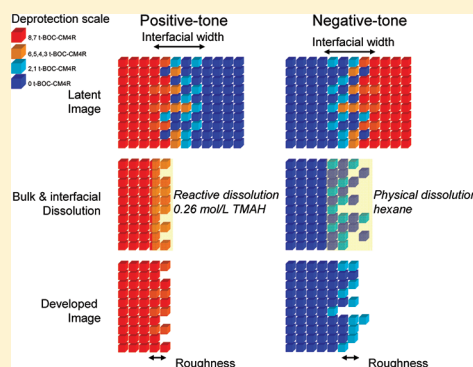 Deprotection scale
8,7 t-BOC-CM4R
6,5,4,3 t-BOC-CM4R
2,1 t-BOC-CM4R
0 t-BOC-CM4R
Positive-tone
Interfacial width
Negative-tone
Interfacial width
Latent
Image
Bulk & interfacial
Dissolution
Reactive dissolution
0.26 mol/L TMAH
Physical dissolution
hexane
Developed
Image
Roughness
Roughness